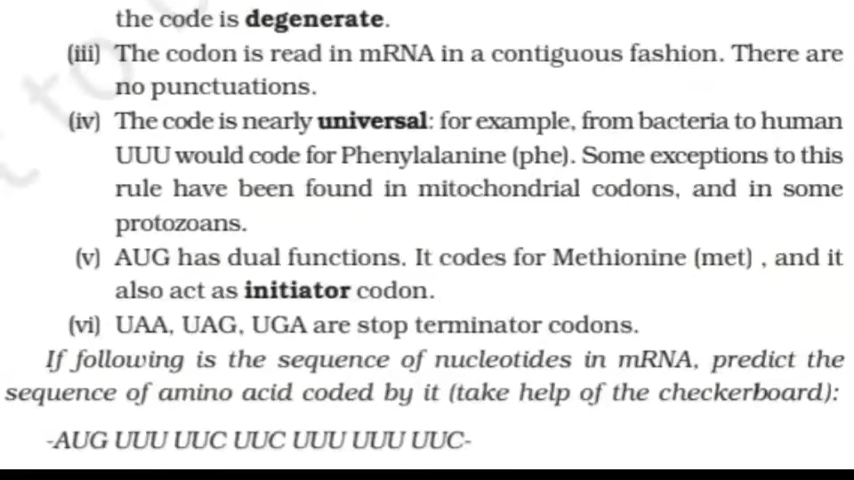 the code is degenerate.
(iii) The codon is read in mRNA in a contiguous fashion. There are
no punctuations.
(iv) The code is nearly universal: for example, from bacteria to human
UUU would code for Phenylalanine (phe). Some exceptions to this
rule have been found in mitochondrial codons, and in some
protozoans.
(v) AUG has dual functions. It codes for Methionine (met) , and it
also act as initiator codon.
(vi) UAA, UAG, UGA are stop terminator codons.
If following is the sequence of nucleotides in mRNA, predict the
sequence of amino acid coded by it (take help of the checkerboard):
-AUG UUU UUC UUC UUU UUU UUC-